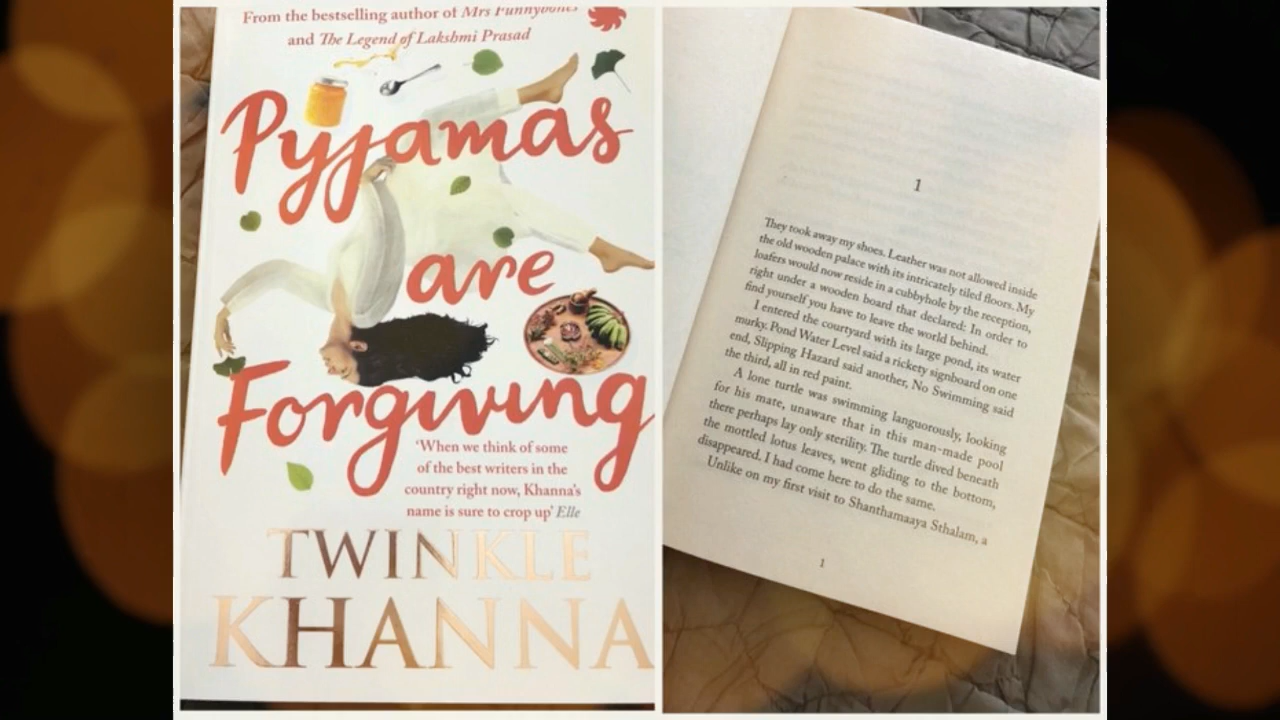 From the bestselling author of Mrs Funnybones
and The Legend of Lakshmi Prasad
Pyjamas
are
Forgiving
'When we think of some
of the best writers in the
country right now, Khanna's
name is sure to crop up' Elle
TWINKLE
KHANNA
1
They took away my shoes. Leather was not allowed inside
the old wooden palace with its intricately tiled floors. My
loafers would now reside in a cubbyhole by the reception,
right under a wooden board that declared: In order to
find yourself you have to leave the world behind.
I entered the courtyard with its large pond, its water
murky. Pond Water Level said a rickety signboard on one
end, Slipping Hazard said another, No Swimming said
the third, all in red paint.
A lone turtle was swimming languorously, looking
for his mate, unaware that in this man-made pool
there perhaps lay only sterility. The turtle dived beneath
the mottled lotus leaves, went gliding to the bottom,
disappeared. I had come here to do the same.
Unlike on my first visit to Shanthamaaya Sthalam, a
1